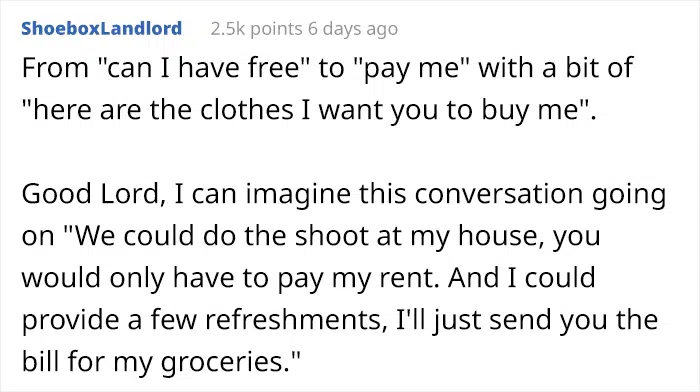 ShoeboxLandlord 2.5k points 6 days ago
From "can I have free" to "pay me" with a bit of
"here are the clothes I want you to buy me".
Good Lord, I can imagine this conversation going
on "We could do the shoot at my house, you
would only have to pay my rent. And I could
provide a few refreshments, I'll just send you the
bill for my groceries."